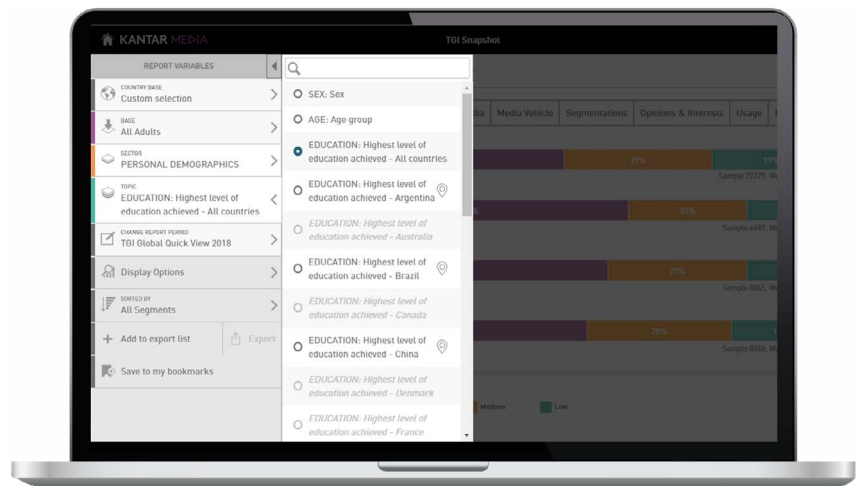 KANTAR MEDIA
TGI Snapshot
REPORT VARIABLES
COUNTRY BASE
Custom selection
BASE
All Adults
SECTOR
PERSONAL DEMOGRAPHICS
TOPIC
EDUCATION: Highest level of
education achieved - All countries
CHANGE REPORT PERIOD
TGI Global Quick View 2018
Display Options
SORTED BY
All Segments
Add to export list
Export
Save to my bookmarks
SEX: Sex
AGE: Age group
EDUCATION: Highest level of
education achieved - All countries
EDUCATION: Highest level of
education achieved - Argentina
EDUCATION: Highest level of
education achieved - Australia
EDUCATION: Highest level of
education achieved - Brazil
EDUCATION: Highest level of
education achieved - Canada
EDUCATION: Highest level of
education achieved - China
EDUCATION: Highest level of
education achieved - Denmark
EDUCATION: Highest level of
education achieved - France
Media Vehicle Segmentations Opinions & Interests Usage
29%
Sample 27379,
23%
27%
28%
Medium Low